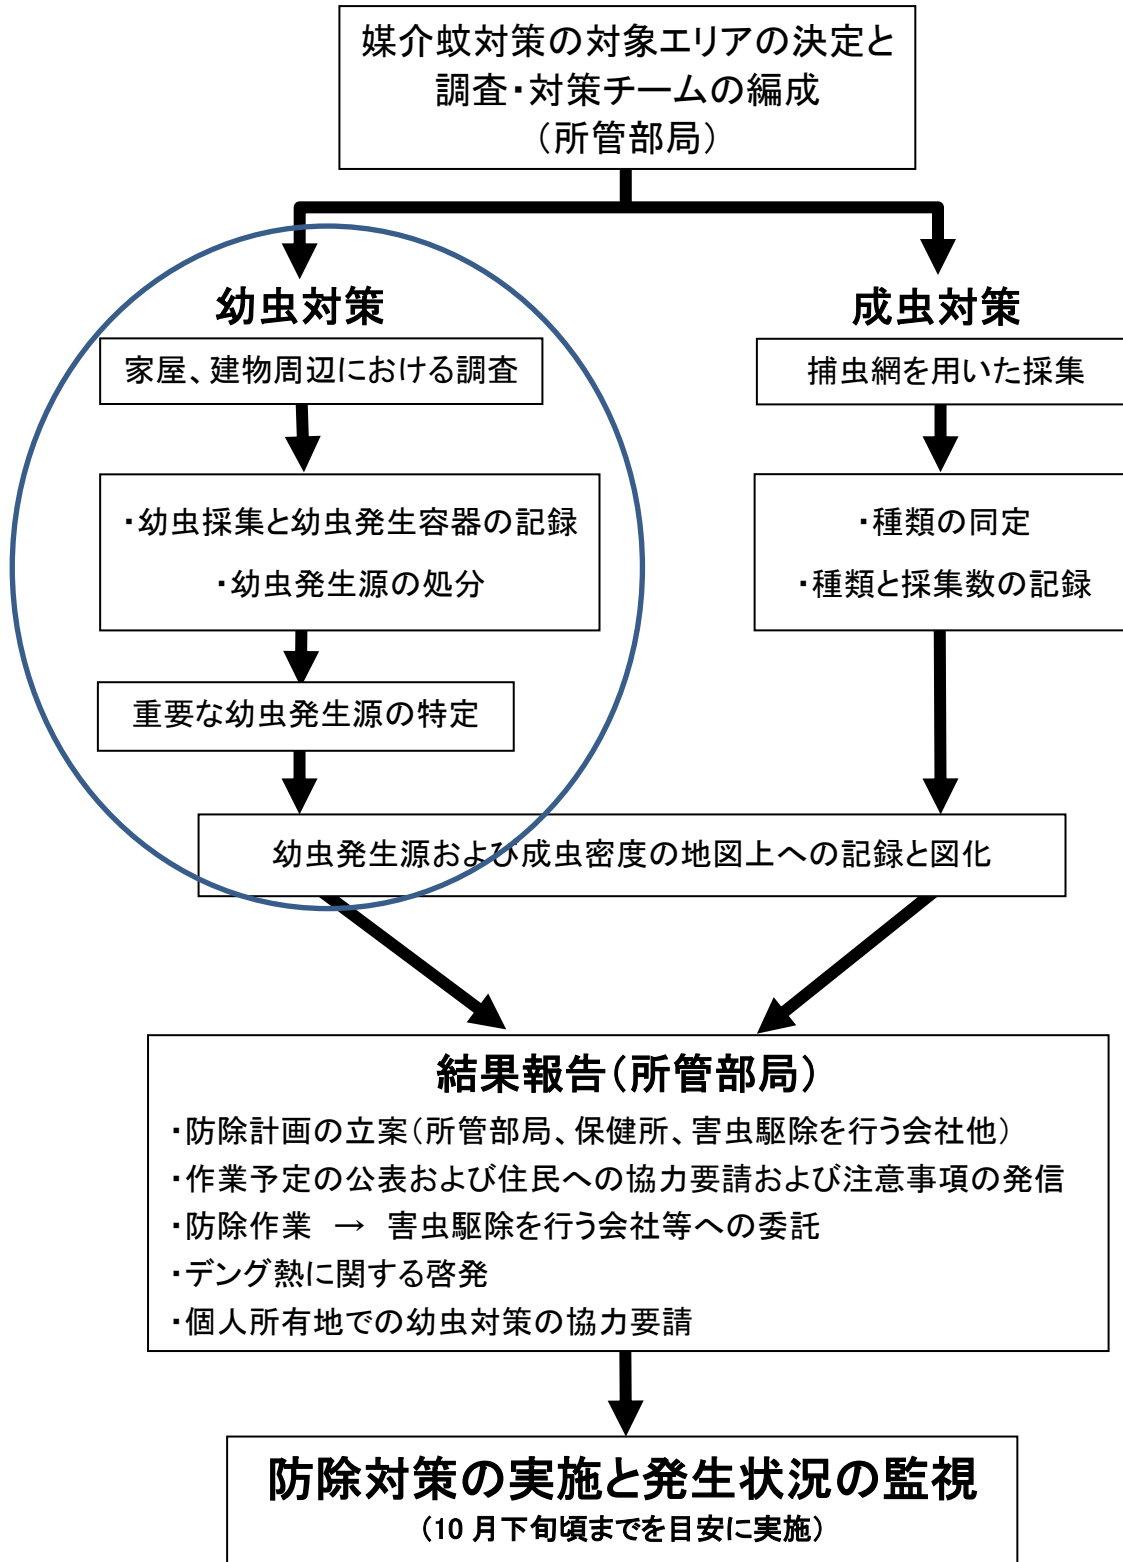 媒介蚊対策の対象エリアの決定と
調査・対策チームの編成
（所管部局）
幼虫対策
家屋、建物周辺における調査
・幼虫採集と幼虫発生容器の記録
・幼虫発生源の処分
重要な幼虫発生源の特定
成虫対策
捕虫網を用いた採集
・種類の同定
・種類と採集数の記録
幼虫発生源および成虫密度の地図上への記録と図化
結果報告（所管部局）
・防除計画の立案（所管部局、保健所、害虫駆除を行う会社他）
・作業予定の公表および住民への協力要請および注意事項の発信
・防除作業　→　害虫駆除を行う会社等への委託
・デング熱に関する啓発
・個人所有地での幼虫対策の協力要請
防除対策の実施と発生状況の監視
（10 月下旬頃までを目安に実施）